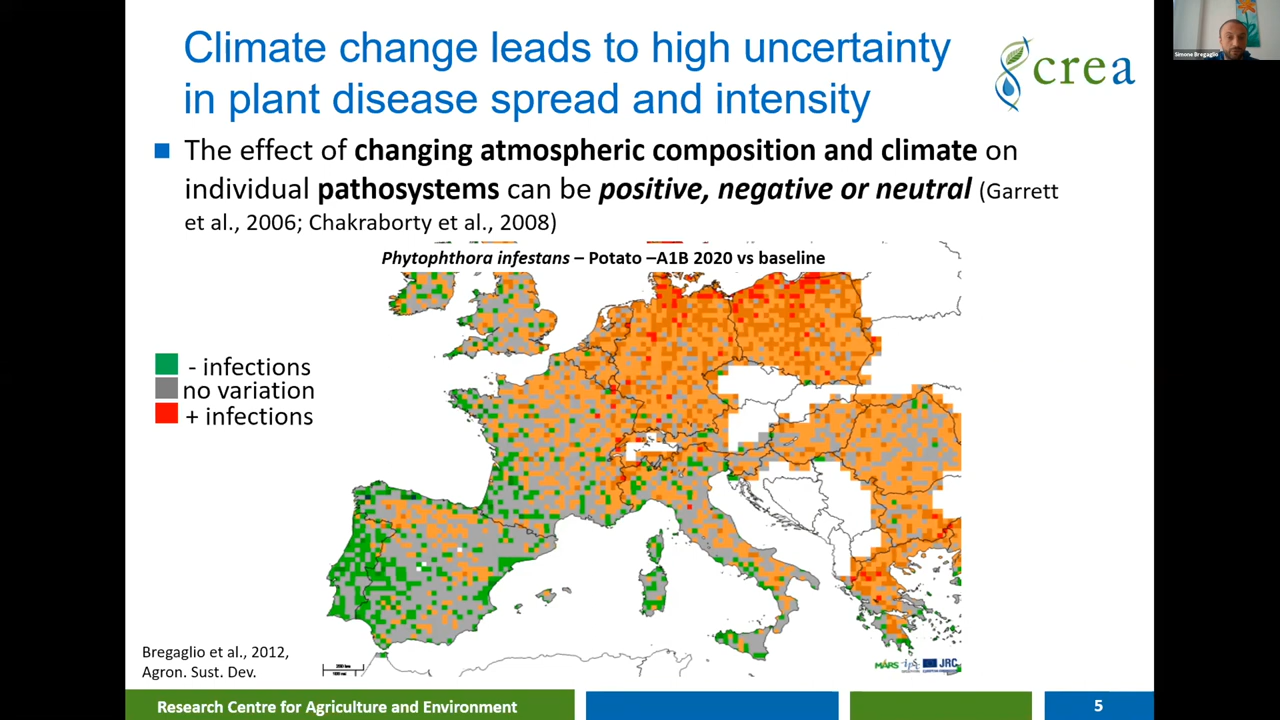 Climate change leads to high uncertainty
in plant disease spread and intensity
crea
Simone Bregaglio
The effect of changing atmospheric composition and climate on
individual pathosystems can be positive, negative or neutral (Garrett
et al., 2006; Chakraborty et al., 2008)
Phytophthora infestans – Potato –A1B 2020 vs baseline
- infections
no variation
+ infections
Bregaglio et al., 2012,
Agron. Sust. Dev.
MARS
JRC
Research Centre for Agriculture and Environment
5